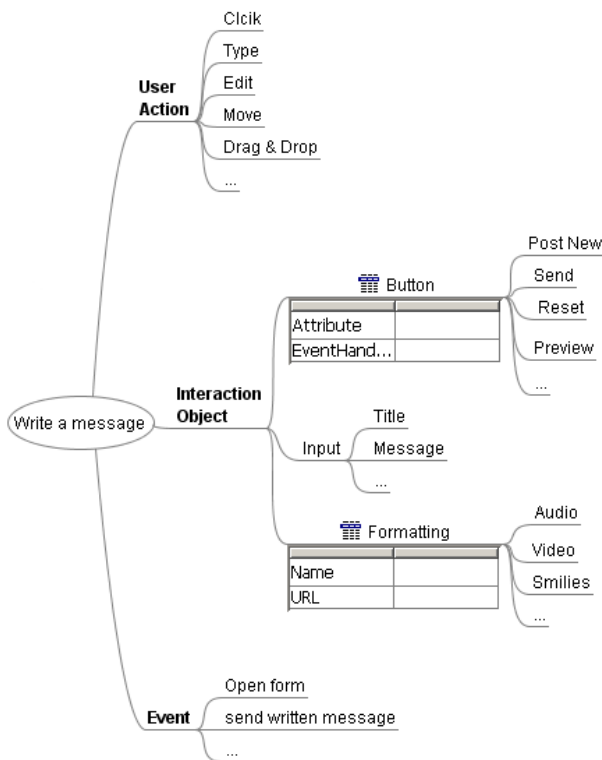 Clcik
Type
User
Action
Edit
Move
Drag & Drop
...
Post New
Button
Send
Reset
Attribute
EventHand...
Preview
...
Interaction
Object
Write a message
Title
Input
Message
...
Audio
Formatting
Video
Name
Smilies
URL
...
Open form
Event
send written message
...